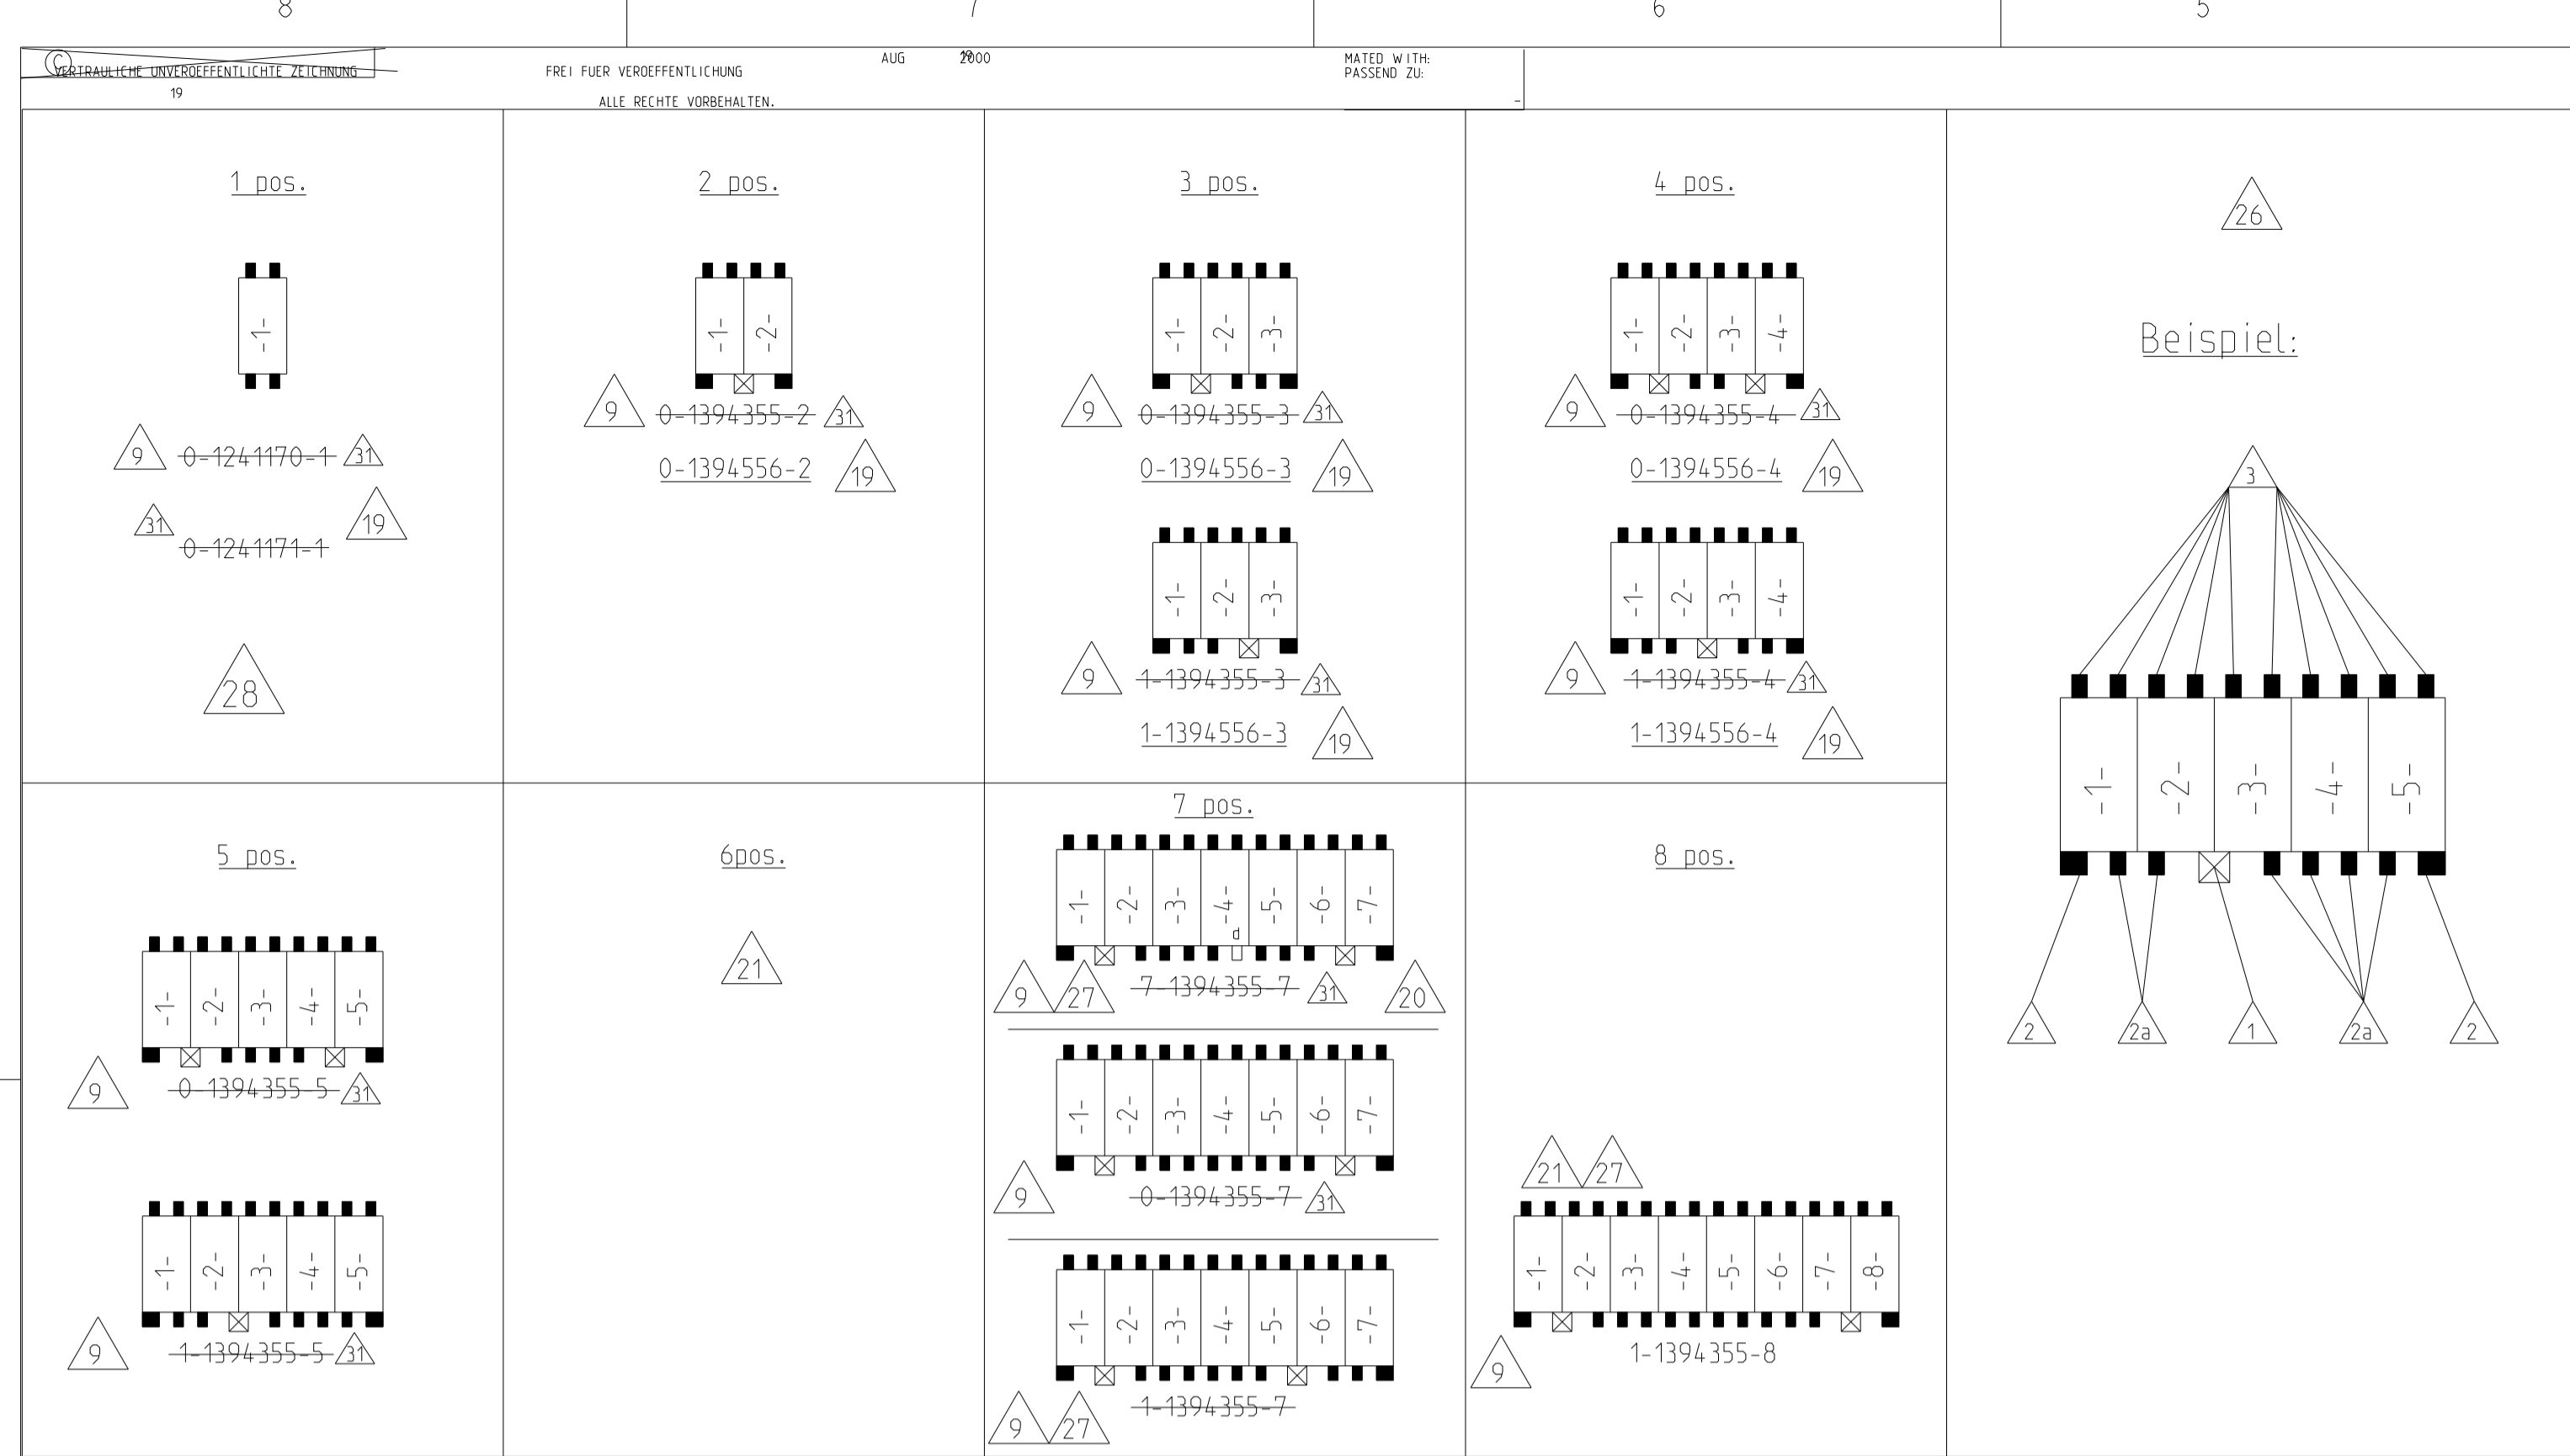 8 7 6 5
C VERTRAULICHE UNVEROEFFENTLICHTE ZEICHNUNG
19
FREI FUER VEROEFFENTLICHUNG
AUG 2000
19
ALLE RECHTE VORBEHALTEN.
MATED WITH:
PASSEND ZU:
-
1 pos.
-1-
9 0-1241170-1 31
31 19
0-1241171-1
28
2 pos.
-1- -2-
9 0-1394355-2 31
0-1394556-2 19
3 pos.
-1- -2- -3-
9 0-1394355-3 31
0-1394556-3 19
-1- -2- -3-
9 1-1394355-3 31
1-1394556-3 19
4 pos.
-1- -2- -3- -4-
9 0-1394355-4 31
0-1394556-4 19
-1- -2- -3- -4-
9 1-1394355-4 31
1-1394556-4 19
26
Beispiel:
3
-1- -2- -3- -4- -5-
2 2a 1 2a 2
5 pos.
-1- -2- -3- -4- -5-
9 0-1394355-5 31
-1- -2- -3- -4- -5-
9 1-1394355-5 31
6pos.
21
7 pos.
-1- -2- -3- -4- -5- -6- -7-
d
9 27 7-1394355-7 31 20
-1- -2- -3- -4- -5- -6- -7-
9 0-1394355-7 31
-1- -2- -3- -4- -5- -6- -7-
9 27 1-1394355-7
8 pos.
21 27
-1- -2- -3- -4- -5- -6- -7- -8-
9 1-1394355-8